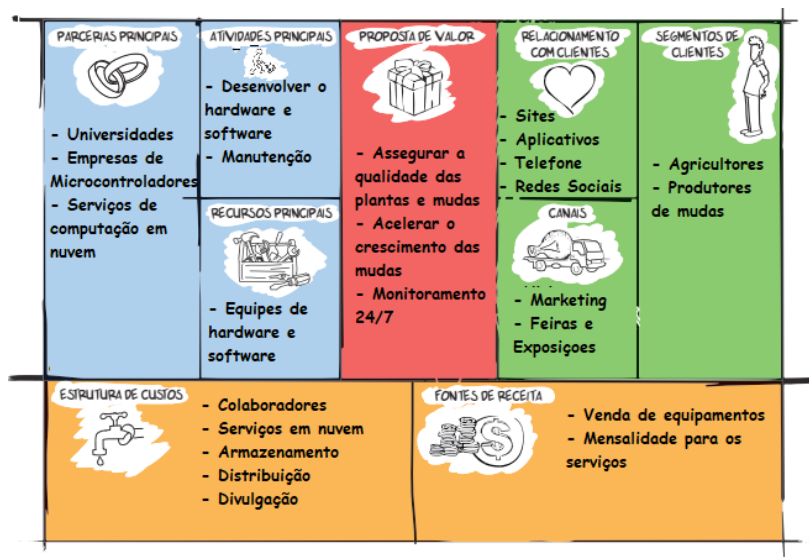 PARCERIAS PRINCIPAIS
- Universidades
- Empresas de
Microcontroladores
- Serviços de
computação em
nuvem
ATIVIDADES PRINCIPAIS
- Desenvolver o
hardware e
software
- Manutenção
RECURSOS PRINCIPAIS
- Equipes de
hardware e
software
PROPOSTA DE VALOR
- Assegurar a
qualidade das
plantas e mudas
- Acelerar o
crescimento das
mudas
- Monitoramento
24/7
RELACIONAMENTO
COM CLIENTES
- Sites
- Aplicativos
- Telefone
- Redes Sociais
CANAIS
- Marketing
- Feiras e
Exposiçoes
SEGMENTOS DE
CLIENTES
- Agricultores
- Produtores
de mudas
ESTRUTURA DE CUSTOS
- Colaboradores
- Serviços em nuvem
- Armazenamento
- Distribuição
- Divulgação
FONTES DE RECEITA
- Venda de equipamentos
- Mensalidade para os
serviços